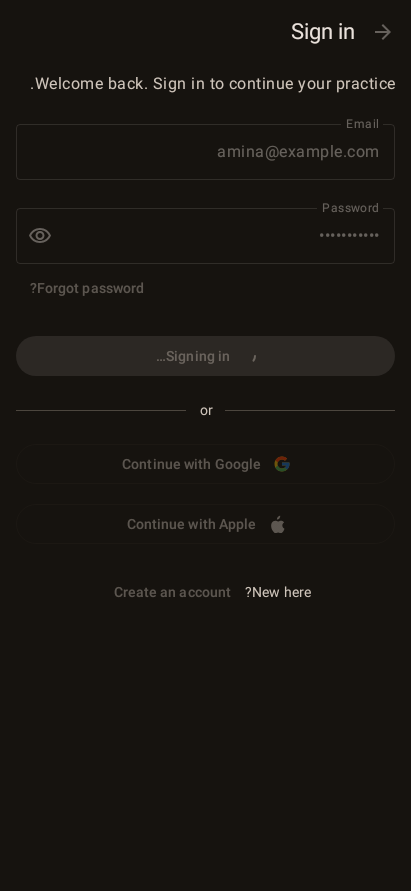 Sign in
.Welcome back. Sign in to continue your practice
Email
amina@example.com
Password
•••••••••••
?Forgot password
…Signing in
or
Continue with Google
Continue with Apple
?New here Create an account